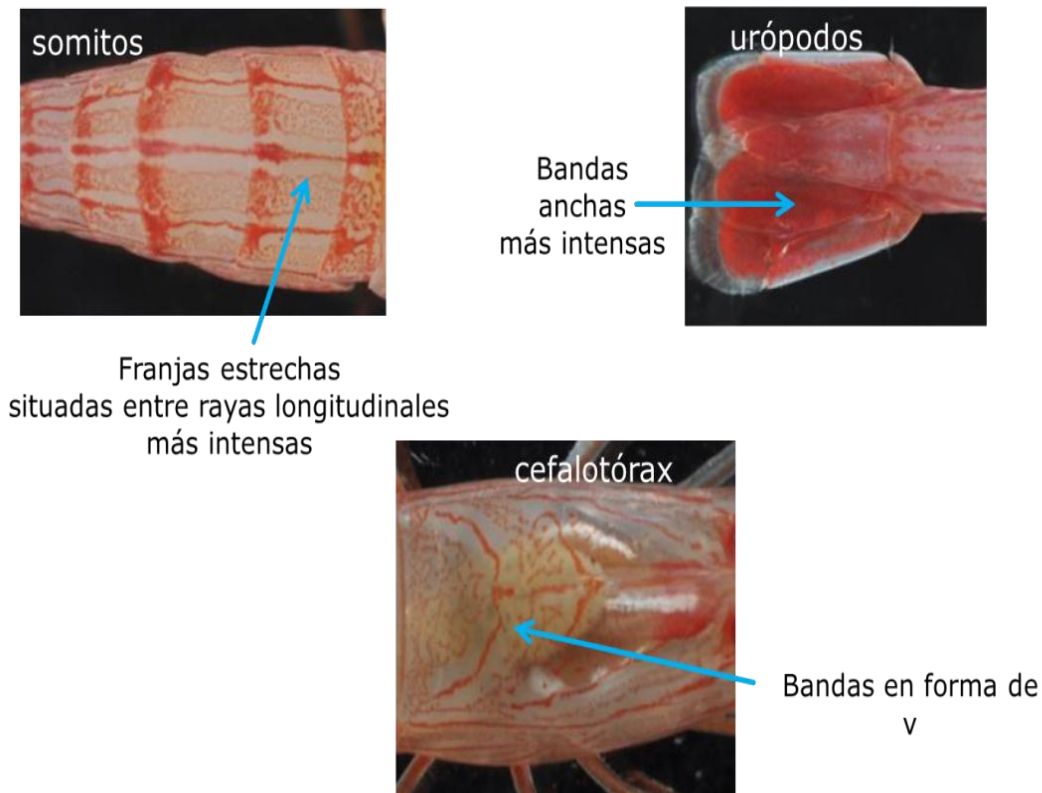 somitos
urópodos
Bandas
anchas
más intensas
Franjas estrechas
situadas entre rayas longitudinales
más intensas
cefalotórax
Bandas en forma de
v